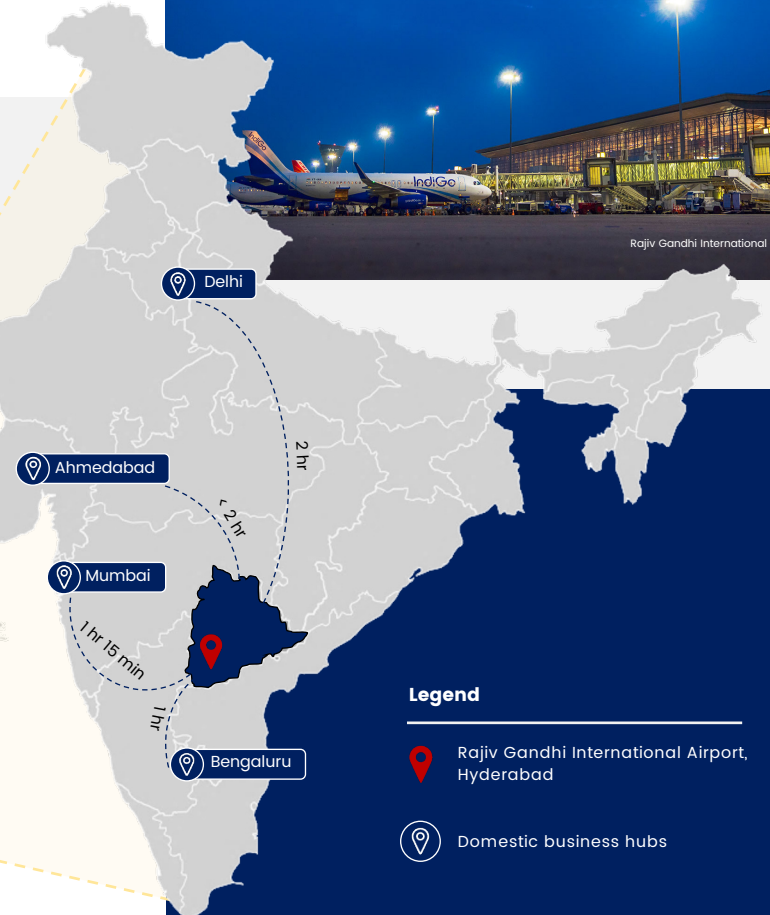 IndiGo
IndiGo
Rajiv Gandhi International
Delhi
2 hr
Ahmedabad
< 2 hr
Mumbai
1 hr 15 min
1 hr
Bengaluru
Legend
Rajiv Gandhi International Airport,
Hyderabad
Domestic business hubs